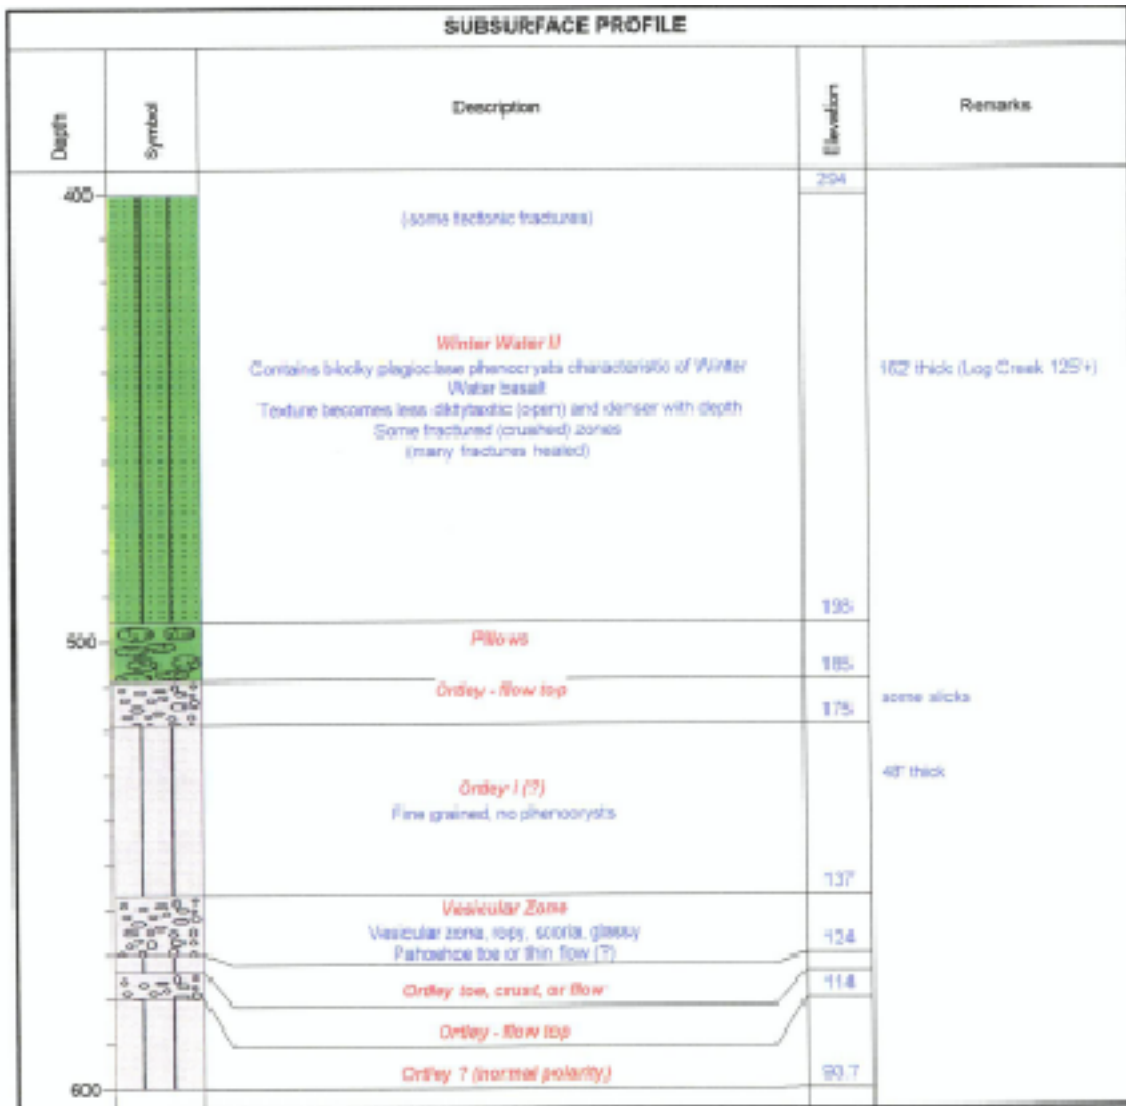 SUBSURFACE PROFILE
Depth
Symbol
Description
Elevation
Remarks
294
400
(some tectonic fractures)
Winter Water II
Contains blocky plagioclase phenocrysts characteristic of Winter
Water basalt
162' thick (Log Creek 125'+)
Texture becomes less diktytaxitic (open) and denser with depth
Some fractured (crushed) zones
(many fractures healed)
500
Pillows
185
Ortley - flow top
some slicks
175
48' thick
Ortley I (?)
Fine grained, no phenocrysts
137
Vesicular Zone
Vesicular zone, ropy, scoria, glassy
124
Pahoehoe toe or thin flow (?)
Ortley toe, crust, or flow
Ortley - flow top
Ortley ? (normal polarity)
600